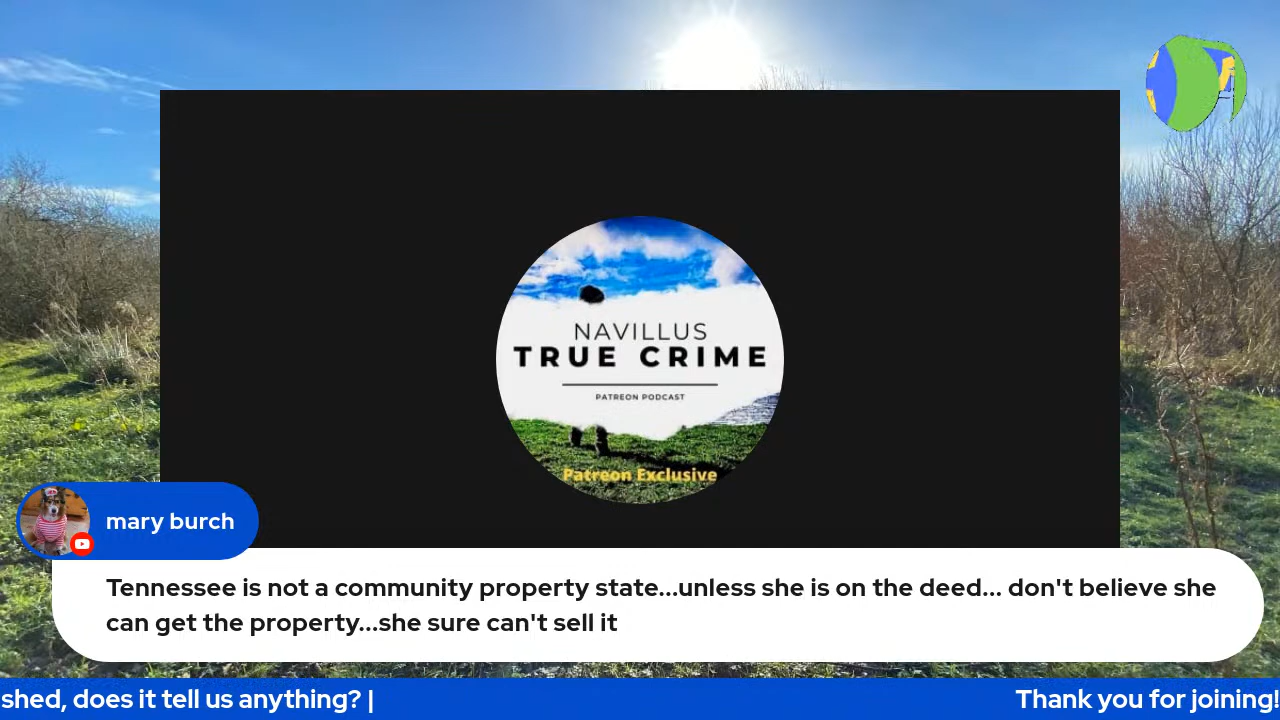 NAVILLUS
TRUE CRIME
PATREON PODCAST
Patreon Exclusive
mary burch
Tennessee is not a community property state...unless she is on the deed... don't believe she
can get the property...she sure can't sell it
shed, does it tell us anything? |
Thank you for joining!